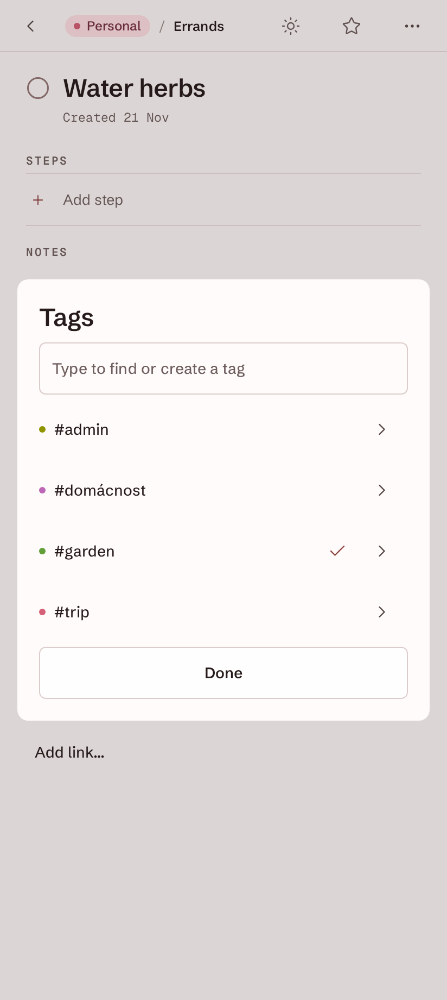 Personal / Errands
Water herbs
Created 21 Nov
STEPS
+ Add step
NOTES
Tags
Type to find or create a tag
#admin
#domácnost
#garden
#trip
Done
Add link...